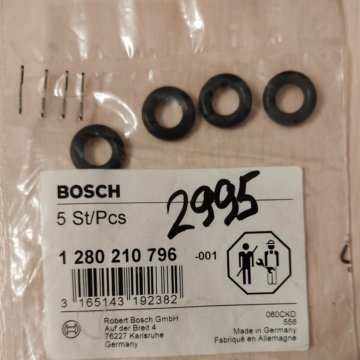 BOSCH
5 St/Pcs
2995
1 280 210 796 -001
3 165143 192382
Robert Bosch GmbH
Auf der Breit 4
76227 Karlsruhe
Germany
060CKD
556
Made in Germany
Fabriqué en Allemagne